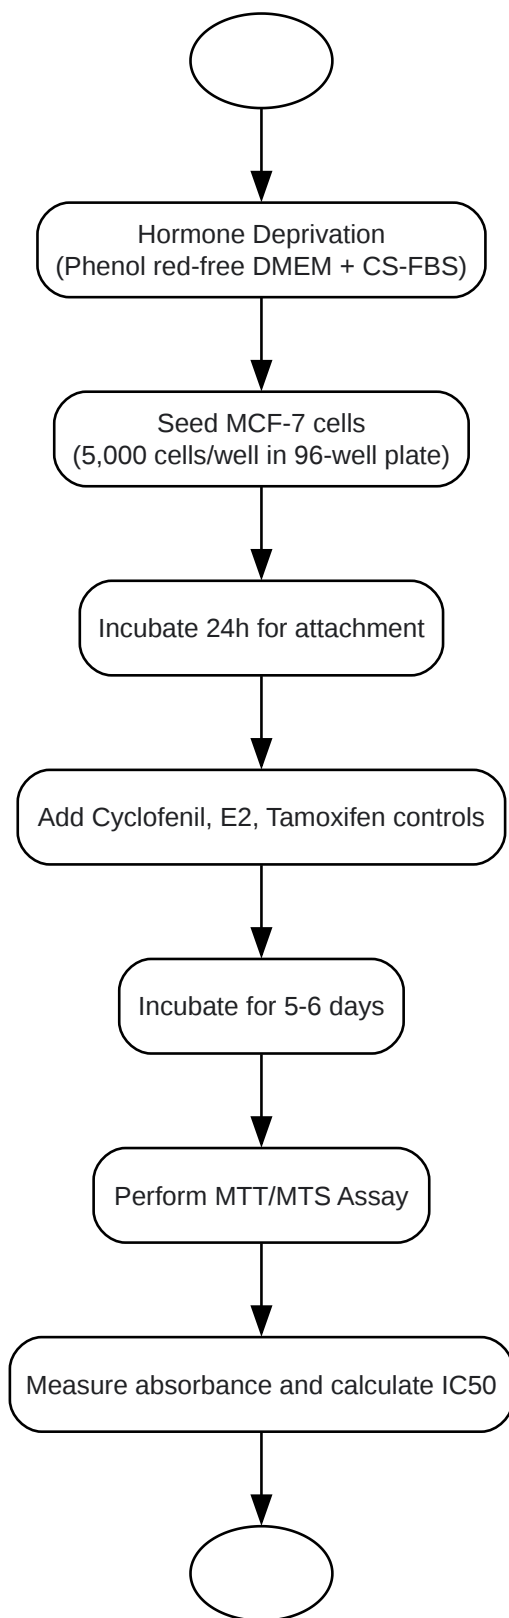 Hormone Deprivation
(Phenol red-free DMEM + CS-FBS)
Seed MCF-7 cells
(5,000 cells/well in 96-well plate)
Incubate 24h for attachment
Add Cyclofenil, E2, Tamoxifen controls
Incubate for 5-6 days
Perform MTT/MTS Assay
Measure absorbance and calculate IC50